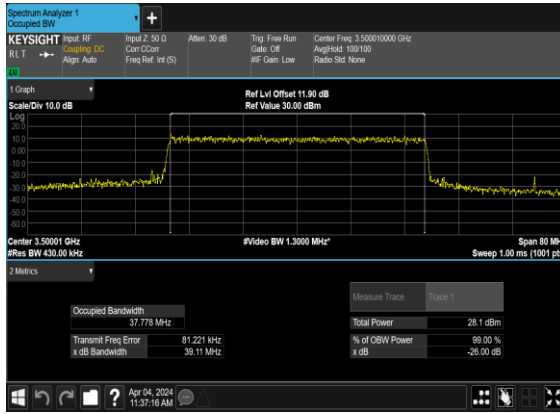 Spectrum Analyzer 1
Occupied BW
+
KEYSIGHT Input: RF Input Z: 50 Ω Atten: 30 dB Trig: Free Run Center Freq: 3.500010000 GHz
RLT Coupling: DC Corr CCorr Gate: Off Avg|Hold: 100/100
Align: Auto Freq Ref: Int (S) #IF Gain: Low Radio Std: None
LXI
1 Graph
Ref Lvl Offset 11.90 dB
Scale/Div 10.0 dB Ref Value 30.00 dBm
Log
20.0
10.0
0.00
-10.0
-20.0
-30.0
-40.0
-50.0
-60.0
Center 3.50001 GHz #Video BW 1.3000 MHz* Span 80 MH
#Res BW 430.00 kHz Sweep 1.00 ms (1001 pt
2 Metrics
Measure Trace Trace 1
Occupied Bandwidth
37.778 MHz Total Power 28.1 dBm
Transmit Freq Error 81.221 kHz % of OBW Power 99.00 %
x dB Bandwidth 39.11 MHz x dB -26.00 dB
? Apr 04, 2024
11:37:16 AM